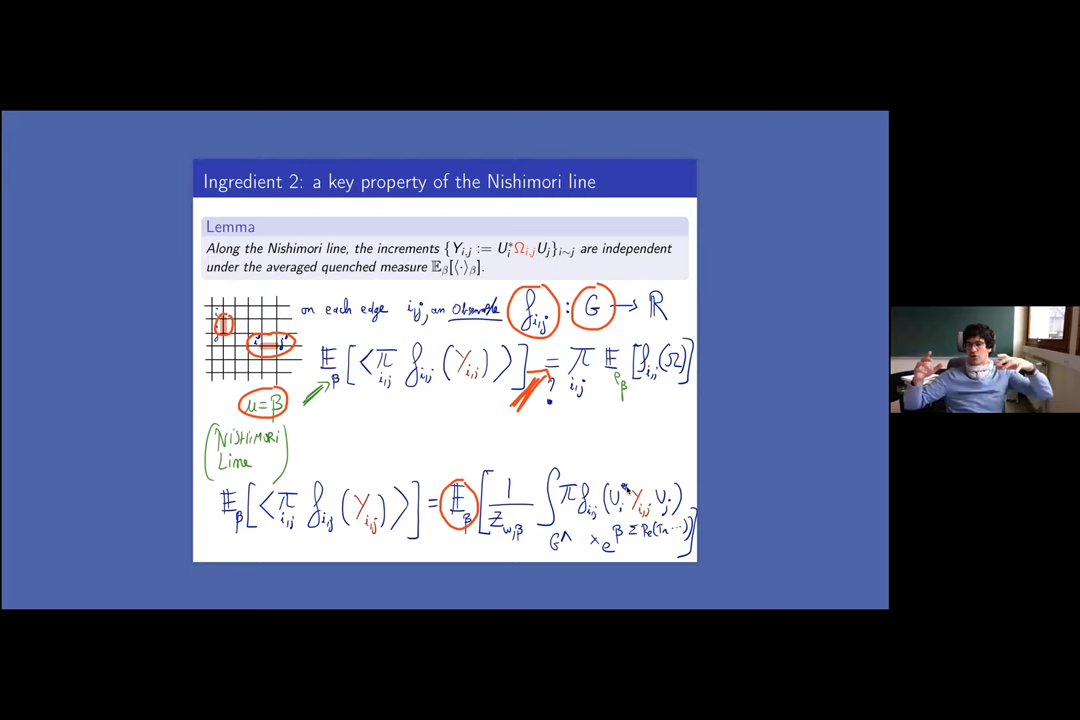 Ingredient 2: a key property of the Nishimori line
Lemma
Along the Nishimori line, the increments {Y_{i,j} := U_i^* Ω_{i,j} U_j}_{i∼j} are independent
under the averaged quenched measure 𝔼_β[⟨·⟩_β].
on each edge i,j, an Observable f_{i,j} : G → ℝ
i j
i j
𝔼_β [< π_{i,j} f_{i,j} (Y_{i,j}) >] = π_{i,j} 𝔼_{ρ_β} [f_{i,j}(Ω)]
?
u=β
(NISHIMORI
Line)
𝔼_β [< π_{i,j} f_{i,j} (Y_{i,j}) >] = 𝔼_β [ 1/Z_{w,β} ∫_{G^Λ} π f_{i,j} (U_i^* Y_{i,j} U_j)
× e^{β Σ Re(Tr ...)} ]